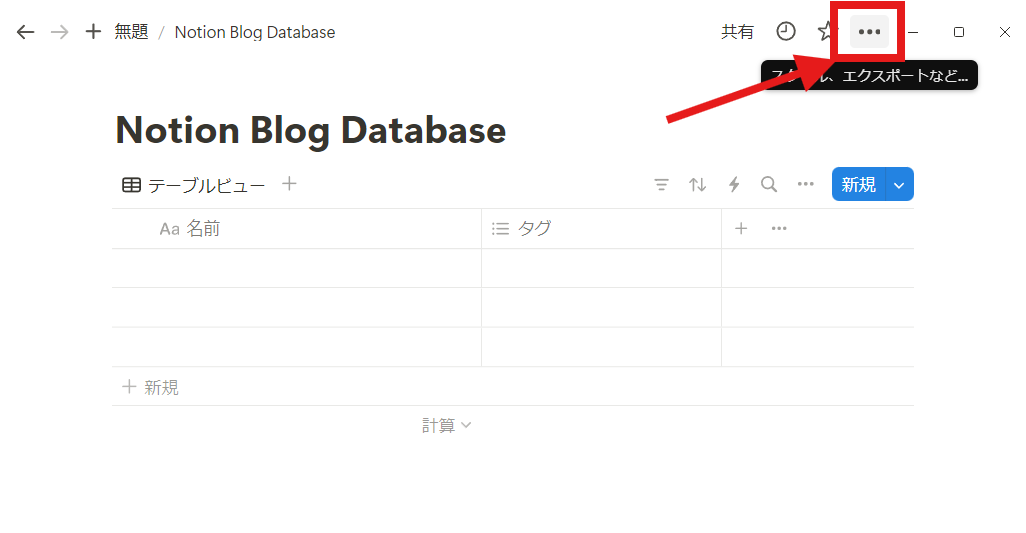 無題 / Notion Blog Database
共有
エクスポートなど...
Notion Blog Database
テーブルビュー
新規
Aa 名前
タグ
新規
計算